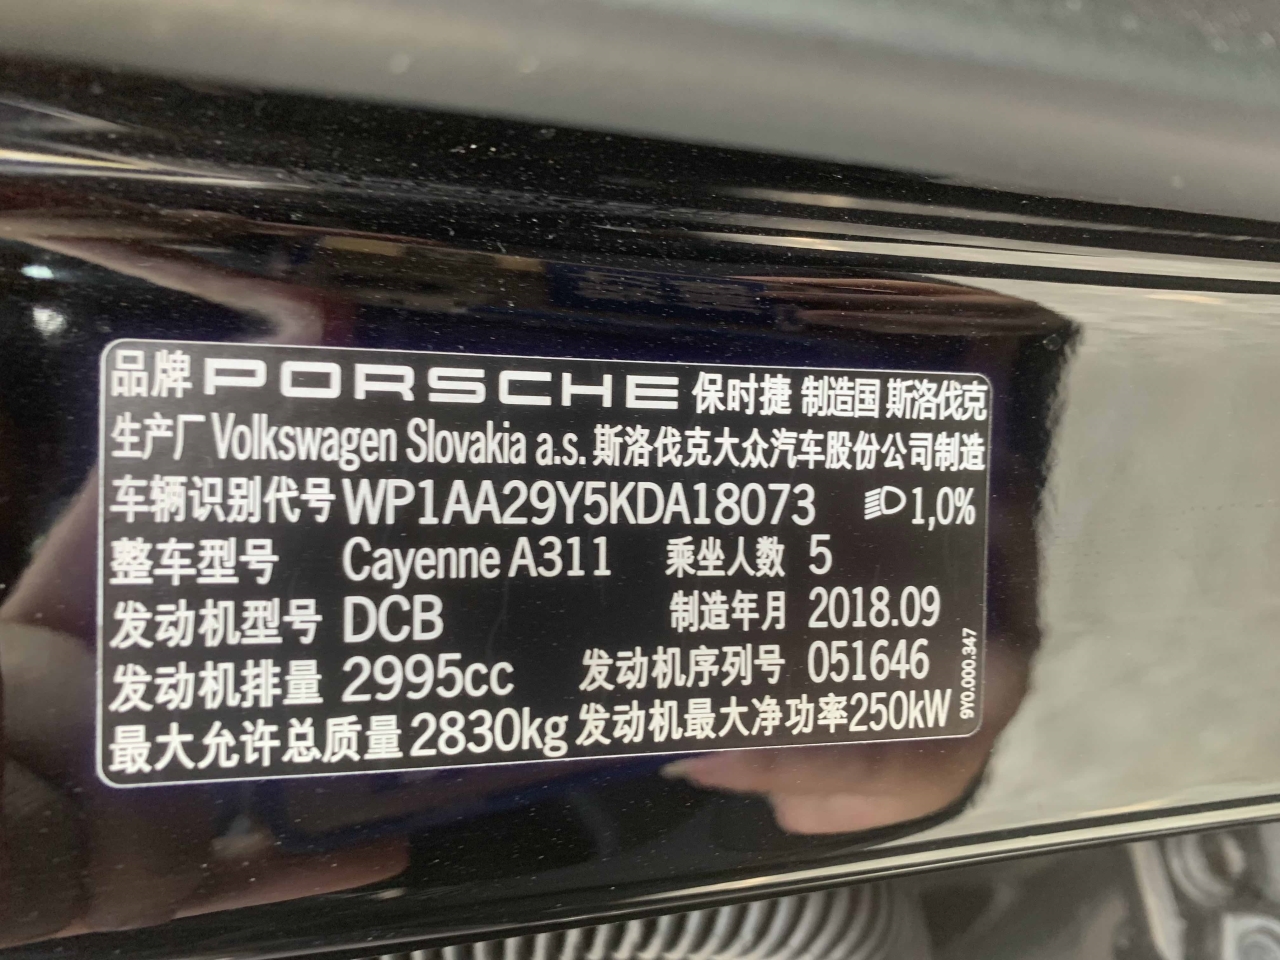 品牌 PORSCHE 保时捷 制造国 斯洛伐克
生产厂 Volkswagen Slovakia a.s. 斯洛伐克大众汽车股份公司制造
车辆识别代号 WP1AA29Y5KDA18073 1,0%
整车型号 Cayenne A311 乘坐人数 5
发动机型号 DCB 制造年月 2018.09
发动机排量 2995cc 发动机序列号 051646
最大允许总质量 2830kg 发动机最大净功率 250kW
9Y0.000.347